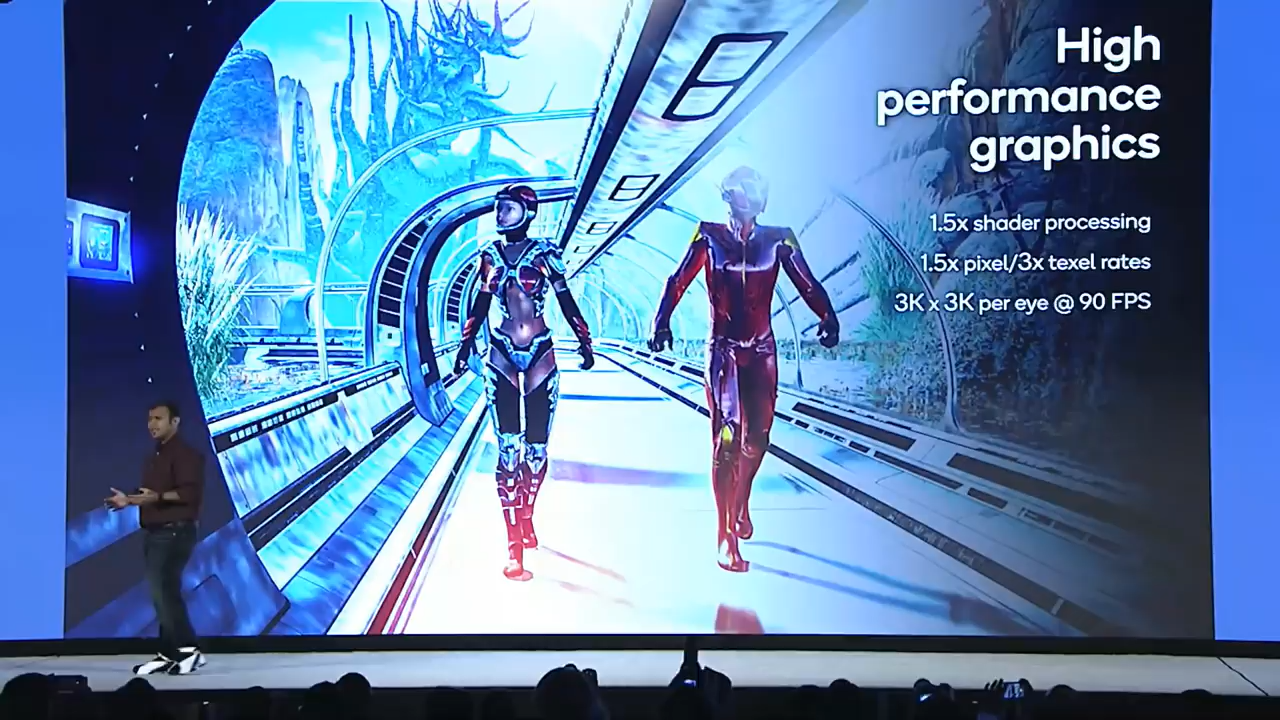 High
performance
graphics
1.5x shader processing
1.5x pixel/3x texel rates
3K x 3K per eye @ 90 FPS